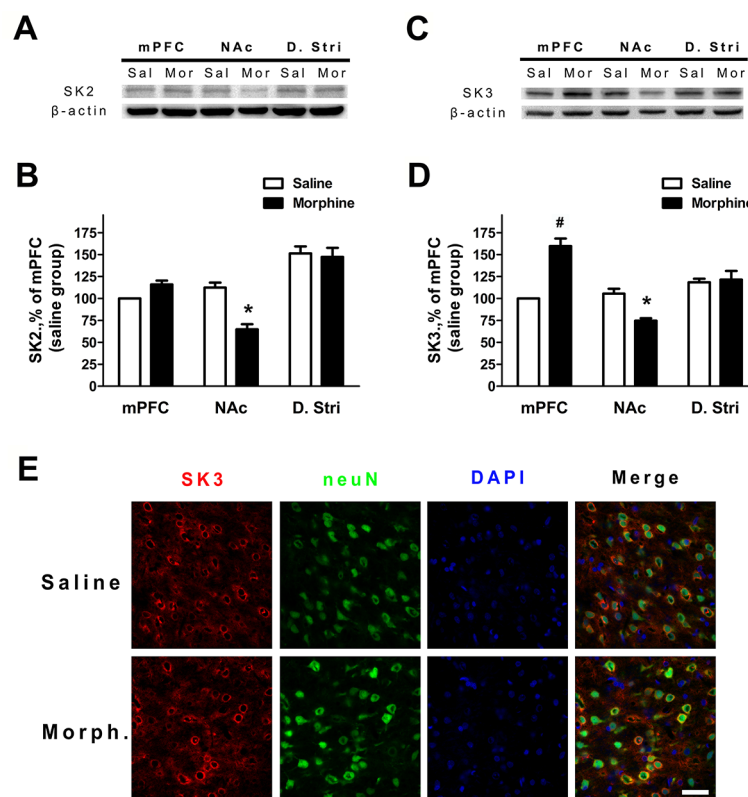 A
mPFC NAc D. Stri
Sal Mor Sal Mor Sal Mor
SK2
β-actin
C
mPFC NAc D. Stri
Sal Mor Sal Mor Sal Mor
SK3
β-actin
B
Saline
Morphine
SK2.,% of mPFC
(saline group)
175
150
125
100
75
50
25
0
*
mPFC NAc D. Stri
D
Saline
Morphine
SK3.,% of mPFC
(saline group)
175
150
125
100
75
50
25
0
#
*
mPFC NAc D. Stri
E
SK3 neuN DAPI Merge
Saline
Morph.